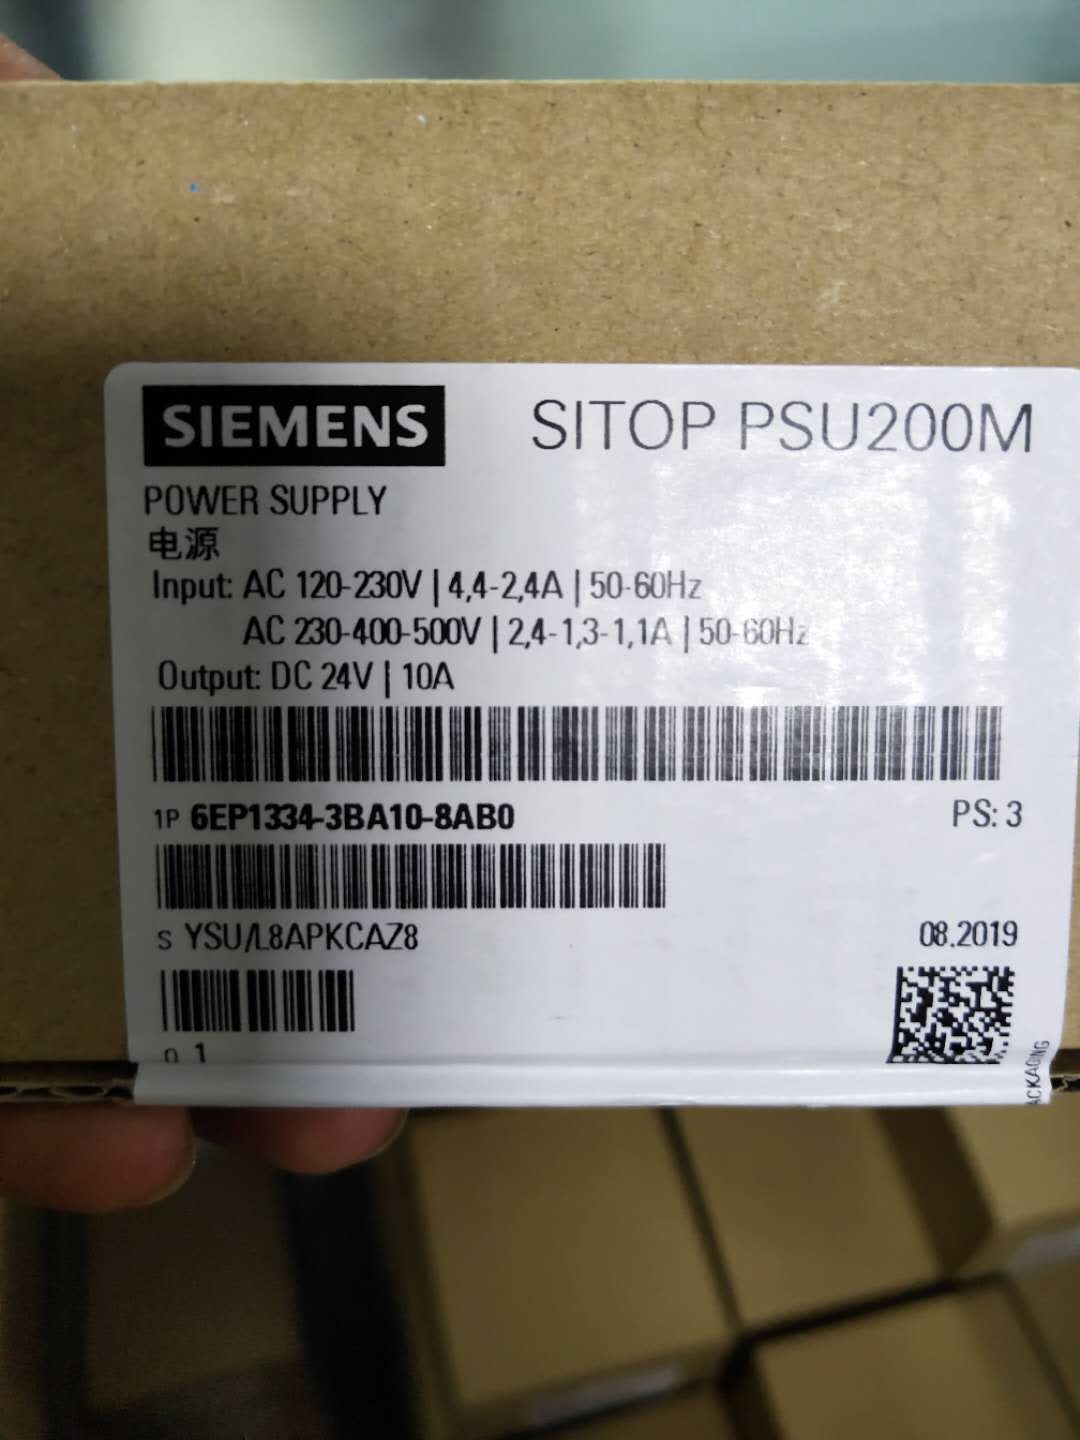 SIEMENS
SITOP PSU200M
POWER SUPPLY
电源
Input: AC 120-230V | 4,4-2,4A | 50-60Hz
AC 230-400-500V | 2,4-1,3-1,1A | 50-60Hz
Output: DC 24V | 10A
1P 6EP1334-3BA10-8AB0
PS: 3
S YSU/L8APKCAZ8
08.2019
Q 1
ACKAGING